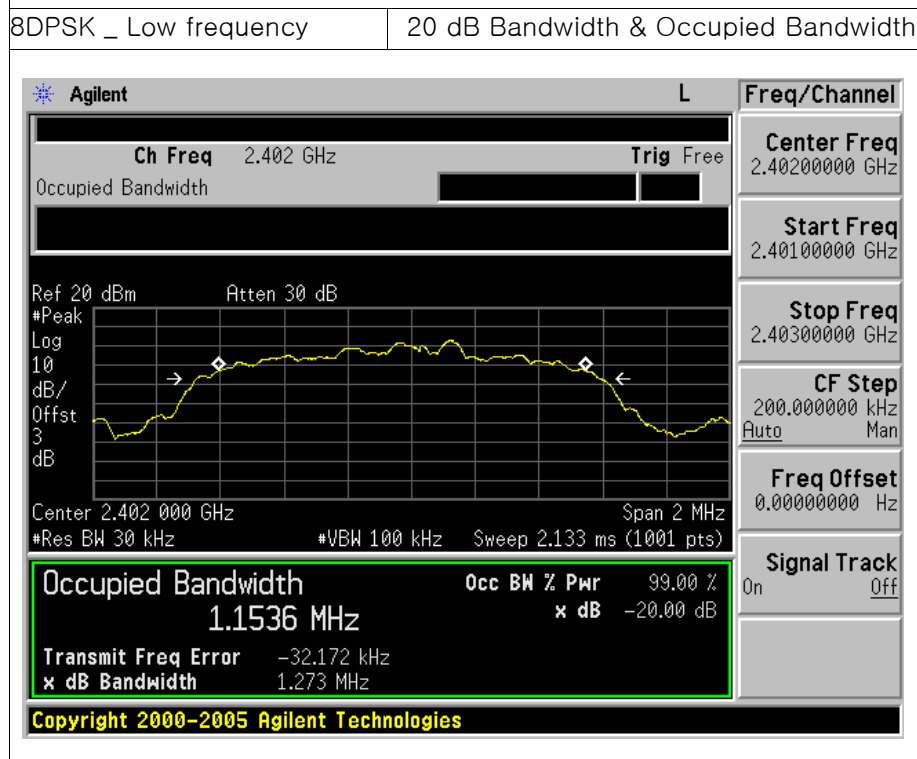 8DPSK _ Low frequency 20 dB Bandwidth & Occupied Bandwidth
Agilent L Freq/Channel
Ch Freq 2.402 GHz Trig Free
Occupied Bandwidth
Center Freq
2.40200000 GHz
Start Freq
2.40100000 GHz
Stop Freq
2.40300000 GHz
CF Step
200.000000 kHz
Auto Man
Freq Offset
0.00000000 Hz
Signal Track
On Off
Ref 20 dBm Atten 30 dB
#Peak
Log
10
dB/
Offst
3
dB
Center 2.402 000 GHz Span 2 MHz
#Res BW 30 kHz #VBW 100 kHz Sweep 2.133 ms (1001 pts)
Occupied Bandwidth Occ BW % Pwr 99.00 %
1.1536 MHz x dB -20.00 dB
Transmit Freq Error -32.172 kHz
x dB Bandwidth 1.273 MHz
Copyright 2000-2005 Agilent Technologies